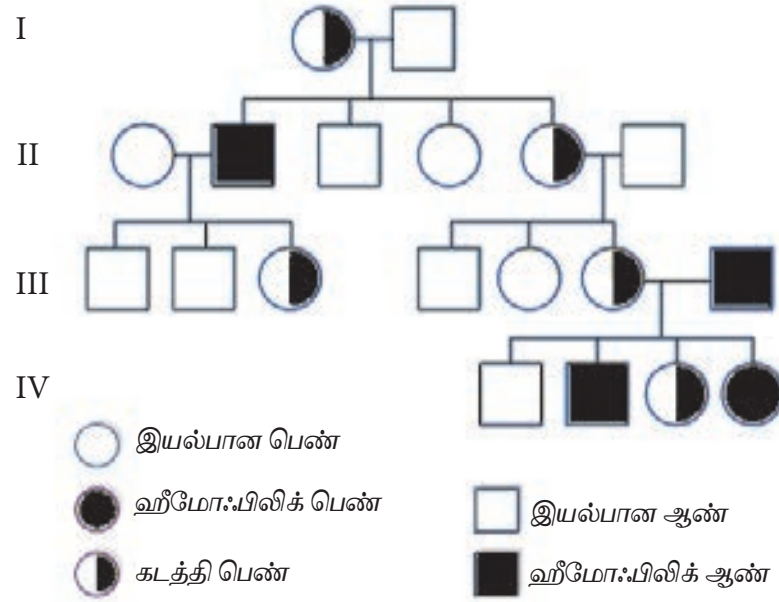 I
II
III
IV
இயல்பான பெண்
ஹீமோஃபிலிக் பெண்
கடத்தி பெண்
இயல்பான ஆண்
ஹீமோஃபிலிக் ஆண்